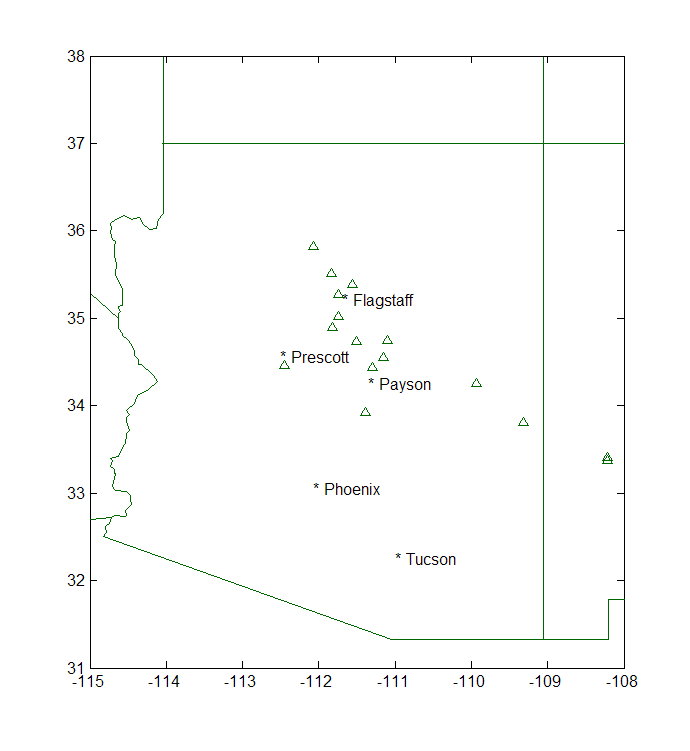 38
37
36
35
34
33
32
31
* Flagstaff
* Prescott
* Payson
* Phoenix
* Tucson
-115 -114 -113 -112 -111 -110 -109 -108